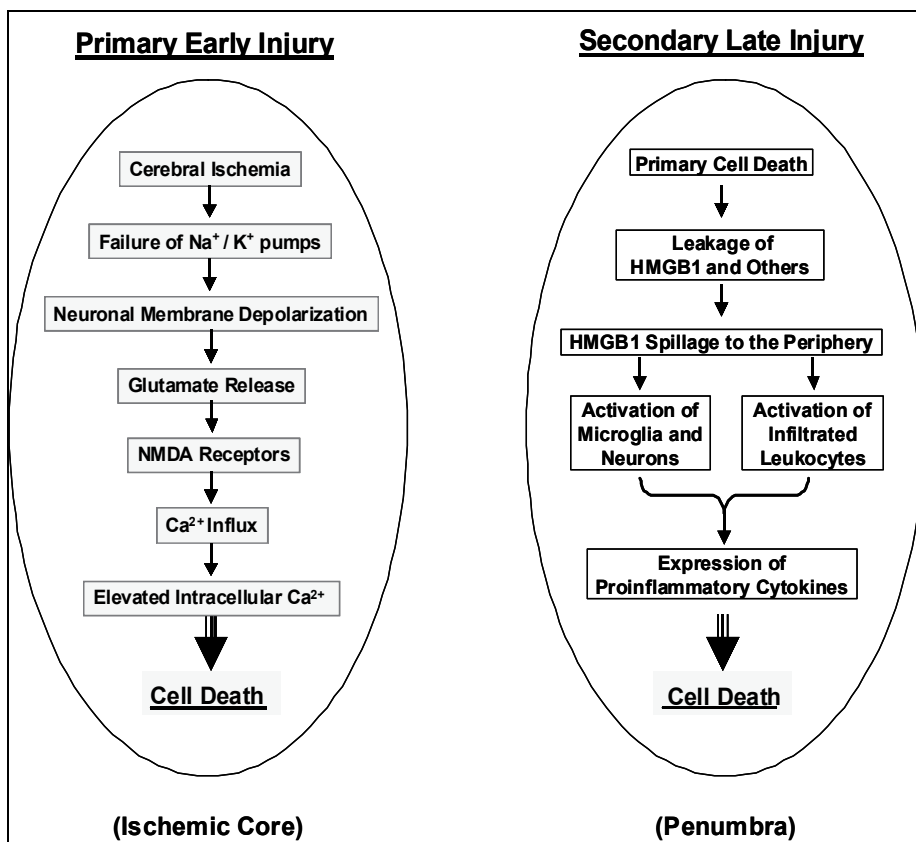 Primary Early Injury
Cerebral Ischemia
Failure of Na⁺ / K⁺ pumps
Neuronal Membrane Depolarization
Glutamate Release
NMDA Receptors
Ca²⁺ Influx
Elevated Intracellular Ca²⁺
Cell Death
(Ischemic Core)
Secondary Late Injury
Primary Cell Death
Leakage of
HMGB1 and Others
HMGB1 Spillage to the Periphery
Activation of
Microglia and
Neurons
Activation of
Infiltrated
Leukocytes
Expression of
Proinflammatory Cytokines
Cell Death
(Penumbra)